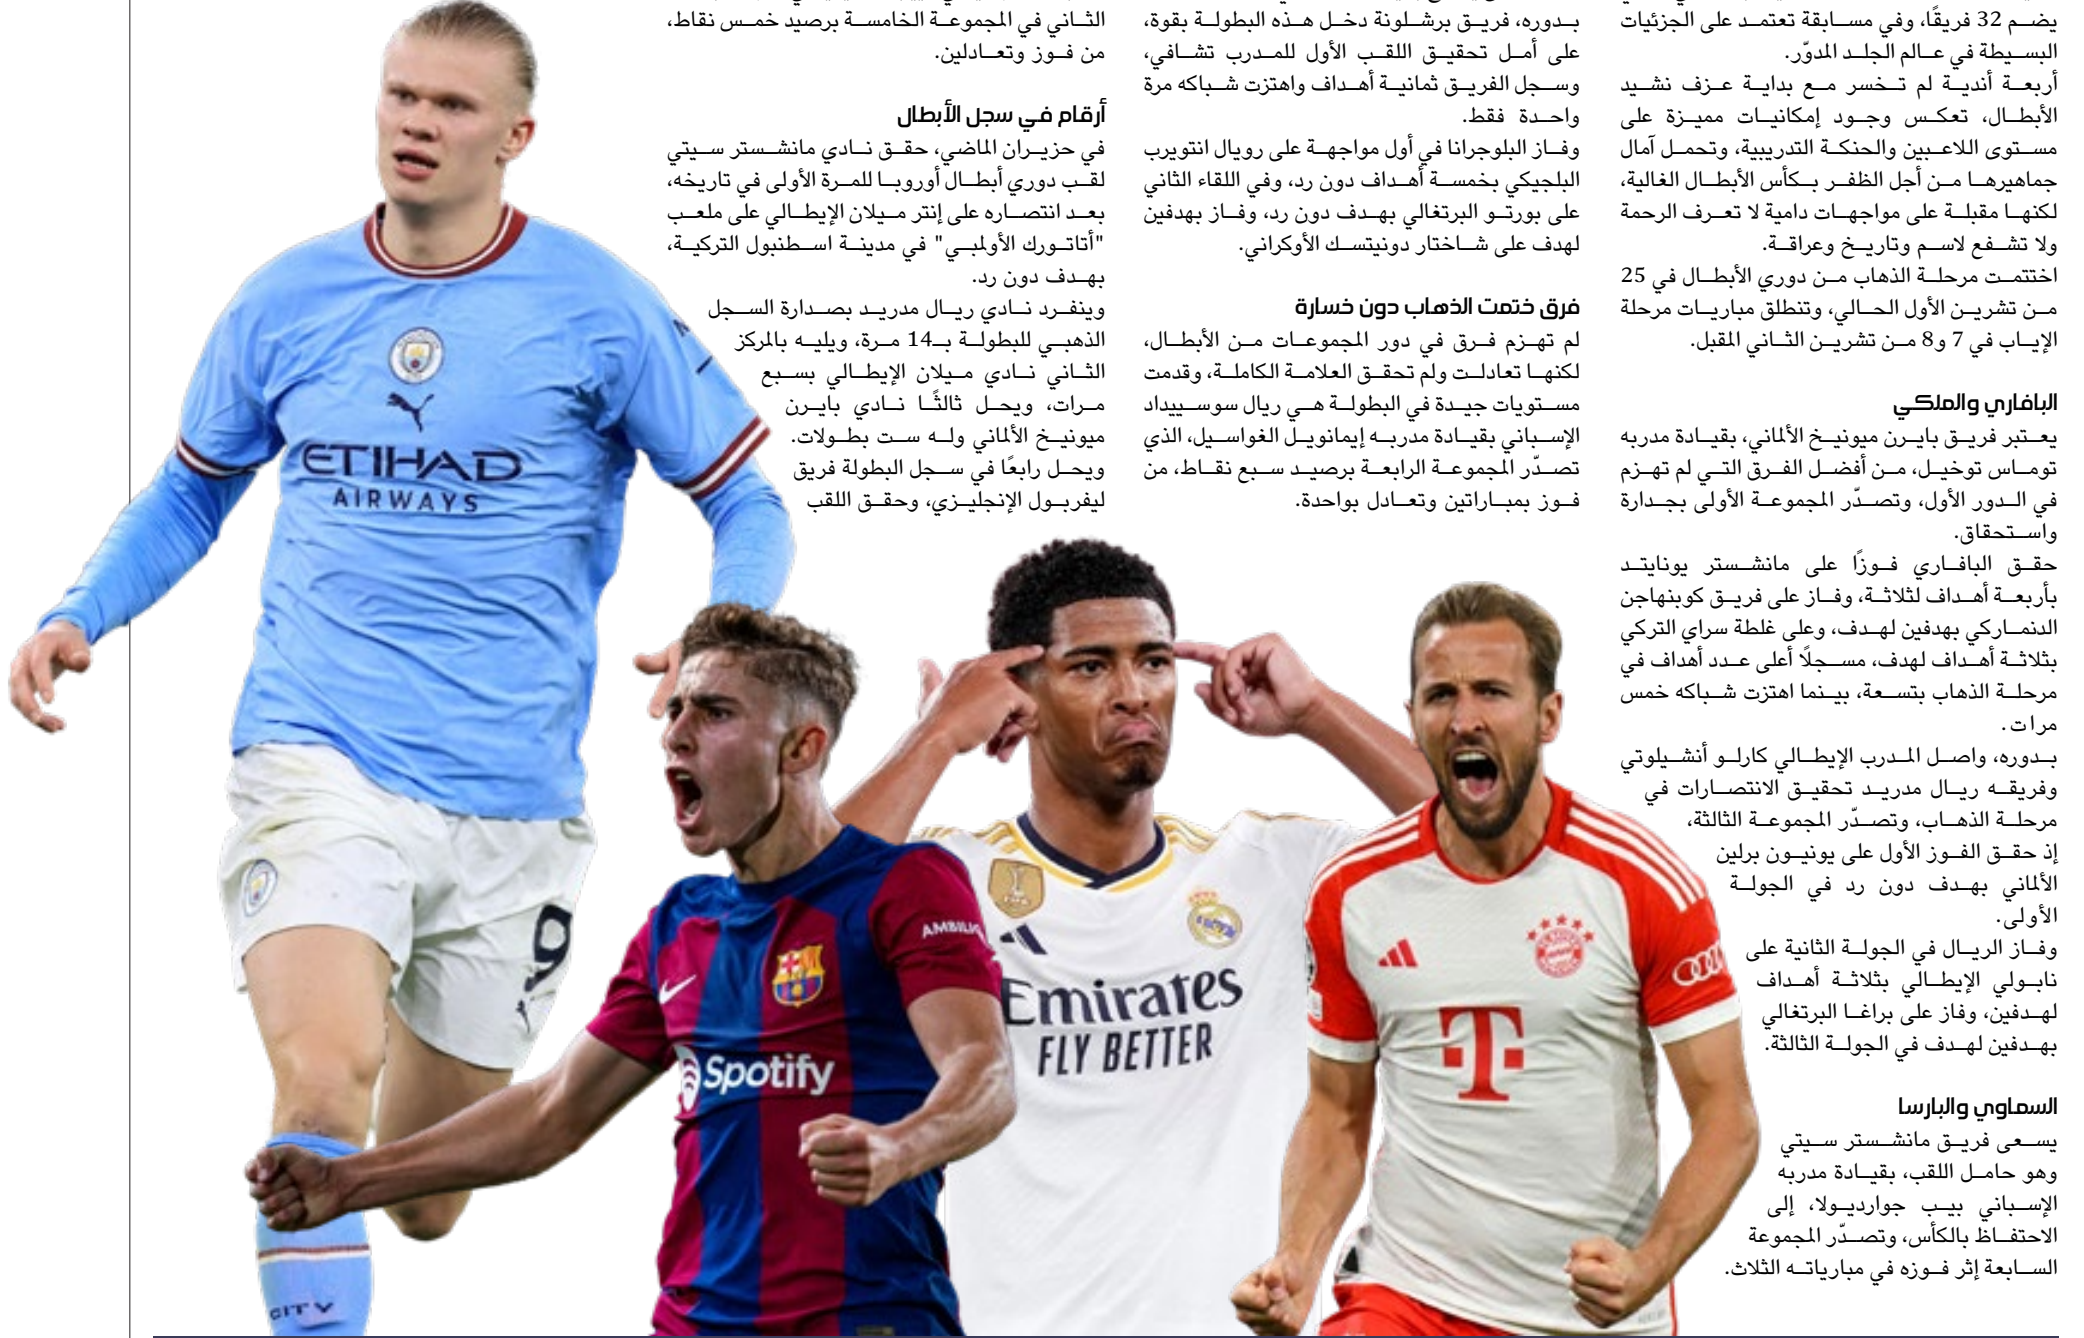 يضم 32 فريقًا، وفي مسابقة تعتمد على الجزئيات
البسيطة في عالم الجلد المدوّر.
أربعة أندية لم تخسر مع بداية عزف نشيد
الأبطال، تعكس وجود إمكانيات مميزة على
مستوى اللاعبين والحنكة التدريبية، وتحمل آمال
جماهيرها من أجل الظفر بكأس الأبطال الغالية،
لكنها مقبلة على مواجهات دامية لا تعرف الرحمة
ولا تشفع لاسم وتاريخ وعراقة.
اختتمت مرحلة الذهاب من دوري الأبطال في 25
من تشرين الأول الحالي، وتنطلق مباريات مرحلة
الإياب في 7 و8 من تشرين الثاني المقبل.
البافاري والملكي
يعتبر فريق بايرن ميونيخ الألماني، بقيادة مدربه
توماس توخيل، من أفضل الفرق التي لم تهزم
في الدور الأول، وتصدّر المجموعة الأولى بجدارة
واستحقاق.
حقق البافاري فوزًا على مانشستر يونايتد
بأربعة أهداف لثلاثة، وفاز على فريق كوبنهاجن
الدنماركي بهدفين لهدف، وعلى غلطة سراي التركي
بثلاثة أهداف لهدف، مسجلًا أعلى عدد أهداف في
مرحلة الذهاب بتسعة، بينما اهتزت شباكه خمس
مرات.
بدوره، واصل المدرب الإيطالي كارلو أنشيلوتي
وفريقه ريال مدريد تحقيق الانتصارات في
مرحلة الذهاب، وتصدّر المجموعة الثالثة،
إذ حقق الفوز الأول على يونيون برلين
الألماني بهدف دون رد في الجولة
الأولى.
وفاز الريال في الجولة الثانية على
نابولي الإيطالي بثلاثة أهداف
لهدفين، وفاز على براغا البرتغالي
بهدفين لهدف في الجولة الثالثة.
السماوي والبارسا
يسعى فريق مانشستر سيتي
وهو حامل اللقب، بقيادة مدربه
الإسباني بيب جوارديولا، إلى
الاحتفاظ بالكأس، وتصدّر المجموعة
السابعة إثر فوزه في مبارياته الثلاث.
بدوره، فريق برشلونة دخل هذه البطولة بقوة،
على أمل تحقيق اللقب الأول للمدرب تشافي،
وسجل الفريق ثمانية أهداف واهتزت شباكه مرة
واحدة فقط.
وفاز البلوجرانا في أول مواجهة على رويال انتويرب
البلجيكي بخمسة أهداف دون رد، وفي اللقاء الثاني
على بورتو البرتغالي بهدف دون رد، وفاز بهدفين
لهدف على شاختار دونيتسك الأوكراني.
فرق ختمت الذهاب دون خسارة
لم تهزم فرق في دور المجموعات من الأبطال،
لكنها تعادلت ولم تحقق العلامة الكاملة، وقدمت
مستويات جيدة في البطولة هي ريال سوسييداد
الإسباني بقيادة مدربه إيمانويل الغواسيل، الذي
تصدّر المجموعة الرابعة برصيد سبع نقاط، من
فوز بمباراتين وتعادل بواحدة.
الثاني في المجموعة الخامسة برصيد خمس نقاط،
من فوز وتعادلين.
أرقام في سجل الأبطال
في حزيران الماضي، حقق نادي مانشستر سيتي
لقب دوري أبطال أوروبا للمرة الأولى في تاريخه،
بعد انتصاره على إنتر ميلان الإيطالي على ملعب
"أتاتورك الأولمبي" في مدينة اسطنبول التركية،
بهدف دون رد.
وينفرد نادي ريال مدريد بصدارة السجل
الذهبي للبطولة بـ14 مرة، ويليه بالمركز
الثاني نادي ميلان الإيطالي بسبع
مرات، ويحل ثالثًا نادي بايرن
ميونيخ الألماني وله ست بطولات.
ويحل رابعًا في سجل البطولة فريق
ليفربول الإنجليزي، وحقق اللقب
ETIHAD
AIRWAYS
9
CITY
Spotify
Emirates
FLY BETTER
T